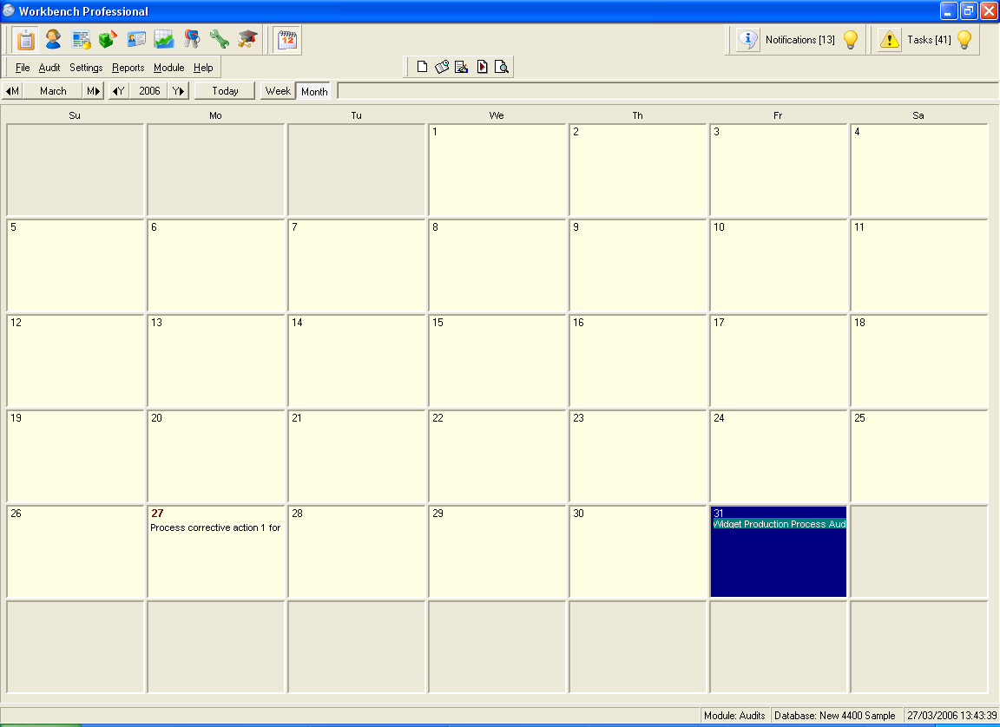 Workbench Professional
12
Notifications [13]
Tasks [41]
File Audit Settings Reports Module Help
M March M Y 2006 Y Today Week Month
Su Mo Tu We Th Fr Sa
1 2 3 4
5 6 7 8 9 10 11
12 13 14 15 16 17 18
19 20 21 22 23 24 25
26 27 28 29 30 31
Process corrective action 1 for
Widget Production Process Aud
Module: Audits Database: New 4400 Sample 27/03/2006 13:43:39